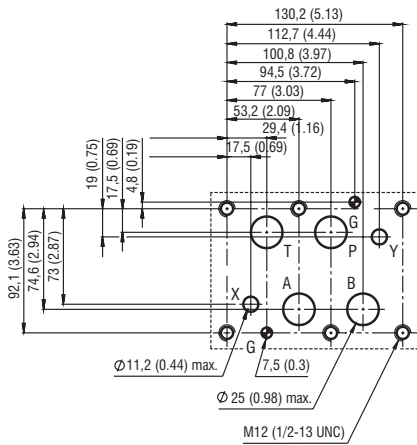 130,2 (5.13)
112,7 (4.44)
100,8 (3.97)
94,5 (3.72)
77 (3.03)
53,2 (2.09)
29,4 (1.16)
17,5 (0.69)
19 (0.75)
17,5 (0.69)
4,8 (0.19)
92,1 (3.63)
74,6 (2.94)
73 (2.87)
G
T
P
Y
X
A
B
G
Ø 11,2 (0.44) max.
7,5 (0.3)
Ø 25 (0.98) max.
M12 (1/2-13 UNC)